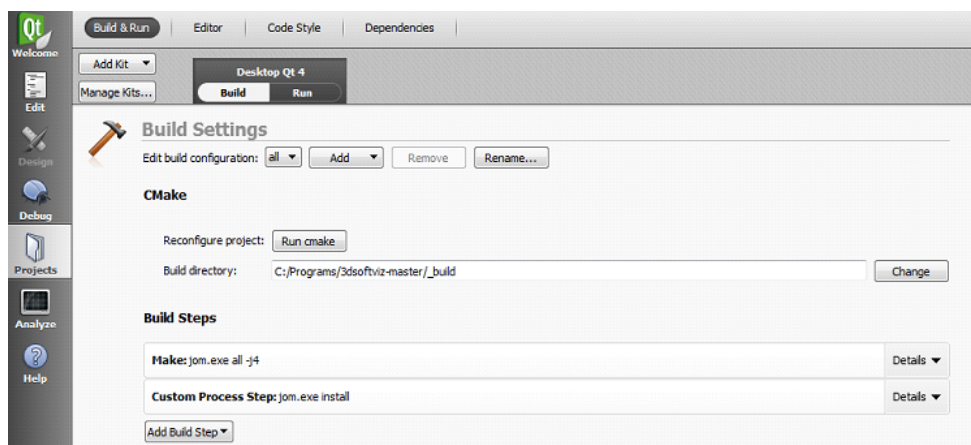 Qt
Welcome
Edit
Design
Debug
Projects
Analyze
Help
Build & Run Editor Code Style Dependencies
Add Kit
Manage Kits...
Desktop Qt 4
Build Run
Build Settings
Edit build configuration: all Add Remove Rename...
CMake
Reconfigure project: Run cmake
Build directory: C:/Programs/3dsoftviz-master/_build Change
Build Steps
Make: jom.exe all -j4 Details
Custom Process Step: jom.exe install Details
Add Build Step